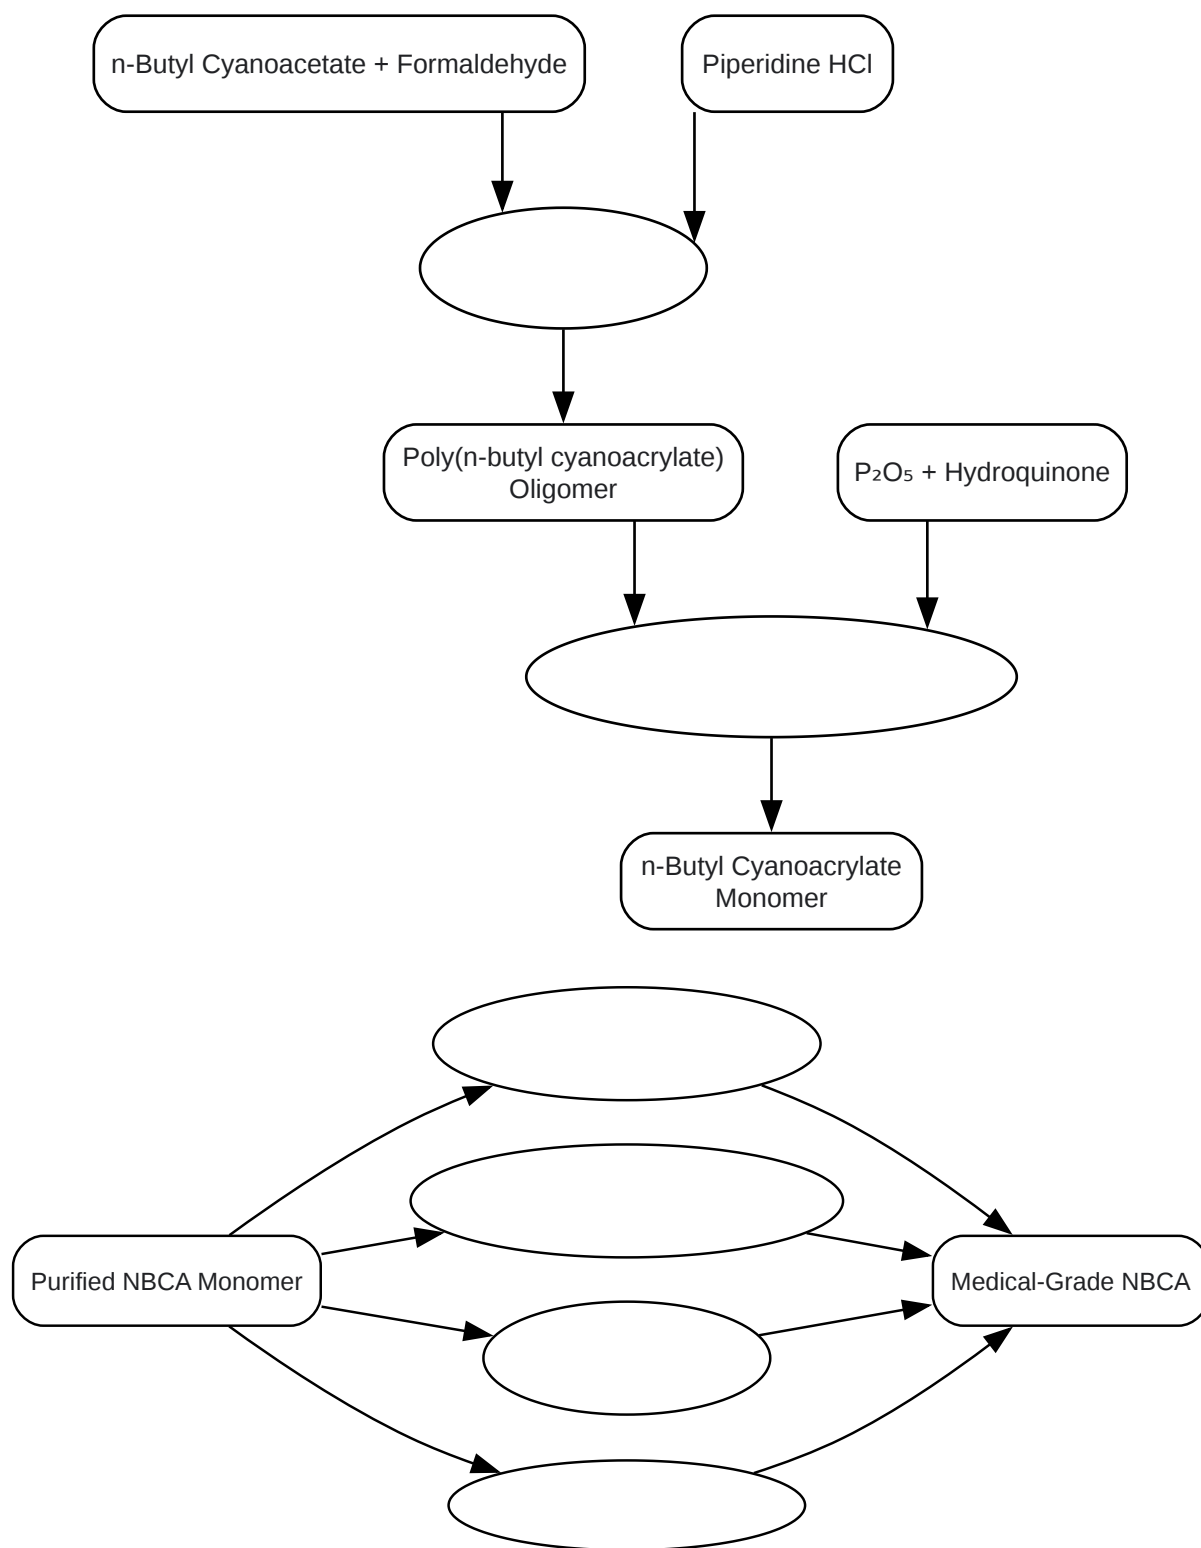 n-Butyl Cyanoacetate + Formaldehyde
Piperidine HCl
Poly(n-butyl cyanoacrylate)
Oligomer
P₂O₅ + Hydroquinone
n-Butyl Cyanoacrylate
Monomer
Purified NBCA Monomer
Medical-Grade NBCA